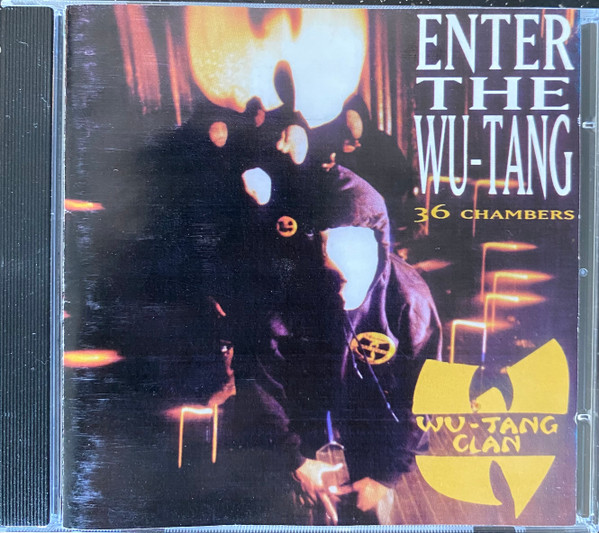 ENTER
THE
WU-TANG
36 CHAMBERS
WU-TANG
CLAN